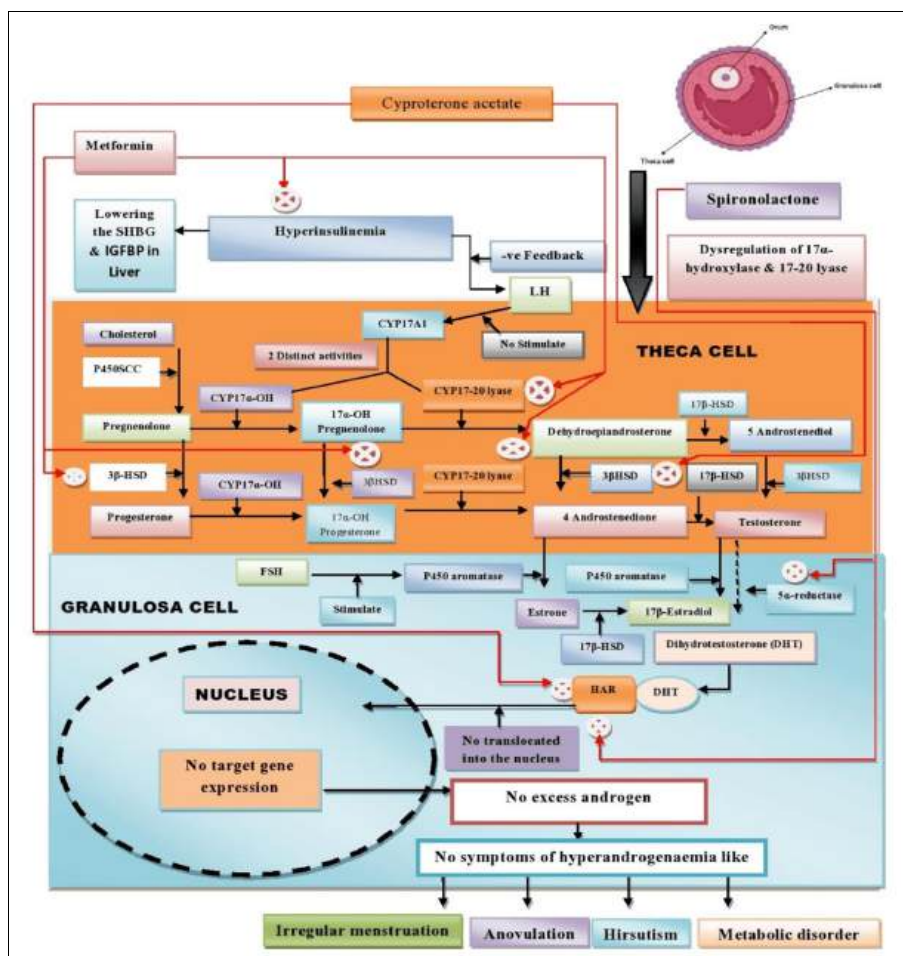 Ovum
Granulosa cell
Theca cell
Cyproterone acetate
Metformin
Spironolactone
Lowering
the SHBG
& IGFBP in
Liver
Hyperinsulinemia
-ve Feedback
Dysregulation of 17α-
hydroxylase & 17-20 lyase
LH
CYP17A1
No Stimulate
THECA CELL
Cholesterol
2 Distinct activities
P450SCC
CYP17α-OH
CYP17-20 lyase
17β-HSD
Pregnenolone
17α-OH
Pregnenolone
Dehydroepiandrosterone
5 Androstenediol
3β-HSD
CYP17α-OH
3βHSD
CYP17-20 lyase
3βHSD
17β-HSD
3βHSD
Progesterone
17α-OH
Progesterone
4 Androstenedione
Testosterone
FSH
P450 aromatase
P450 aromatase
GRANULOSA CELL
Stimulate
Estrone
17β-Estradiol
5α-reductase
17β-HSD
Dihydrotestosterone (DHT)
NUCLEUS
HAR
DHT
No translocated
into the nucleus
No target gene
expression
No excess androgen
No symptoms of hyperandrogenaemia like
Irregular menstruation
Anovulation
Hirsutism
Metabolic disorder